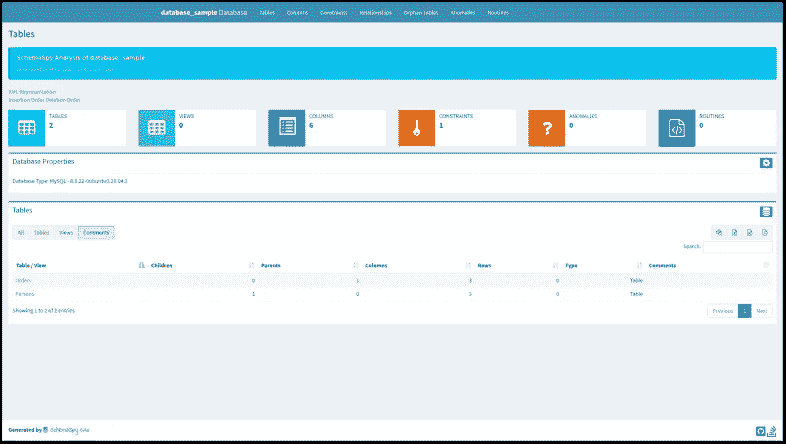 database_sample Database Tables Columns Constraints Relationships Orphan Tables Anomalies Routines
Tables
SchemaSpy Analysis of database_sample
XML Representation
Insertion Order Deletion Order
TABLES
2
VIEWS
0
COLUMNS
6
CONSTRAINTS
1
ANOMALIES
0
ROUTINES
0
Database Properties
Database Type: MySQL - 8.0.22-0ubuntu0.20.04.3
Tables
All Tables Views Comments
Search:
Table / View Children Parents Columns Rows Type Comments
Orders 0 1 3 0 Table
Persons 1 0 0 Table
Showing 1 to 2 of 2 entries
Previous 1 Next
Generated by SchemaSpy